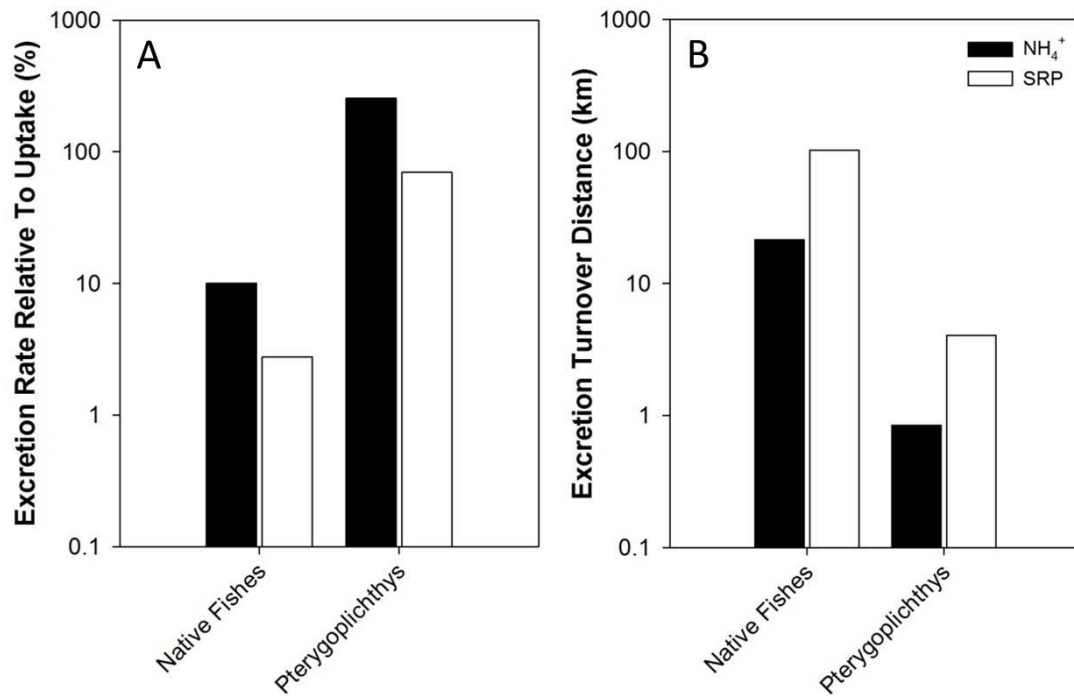 A
Excretion Rate Relative To Uptake (%)
1000
100
10
1
0.1
Native Fishes
Pterygoplichthys
B
NH₄⁺
SRP
Excretion Turnover Distance (km)
1000
100
10
1
0.1
Native Fishes
Pterygoplichthys